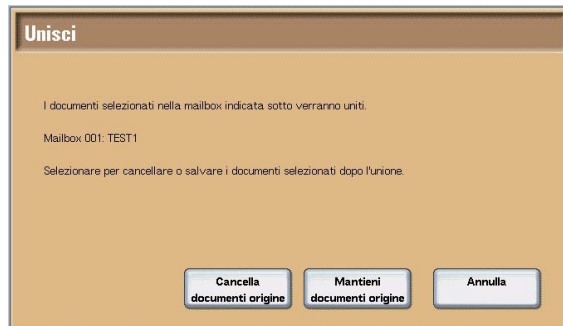 Unisci
I documenti selezionati nella mailbox indicata sotto verranno uniti.
Mailbox 001: TEST1
Selezionare per cancellare o salvare i documenti selezionati dopo l'unione.
Cancella
documenti origine
Mantieni
documenti origine
Annulla